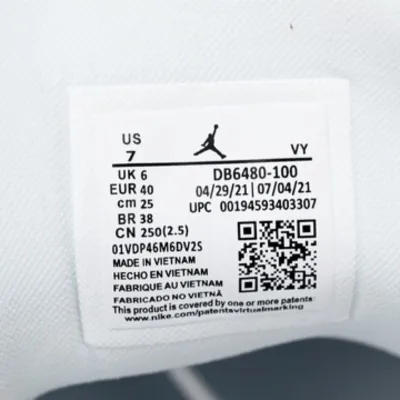 US
7
VY
UK 6
DB6480-100
EUR 40
04/29/21 | 07/04/21
cm 25
UPC 00194593403307
BR 38
CN 250(2.5)
01VDP46M6DV2S
MADE IN VIETNAM
HECHO EN VIETNAM
FABRIQUE AU VIETNAM
FABRICADO NO VIETNÃ
This product is covered by one or more patents:
www.nike.com/patentsvirtualmarking